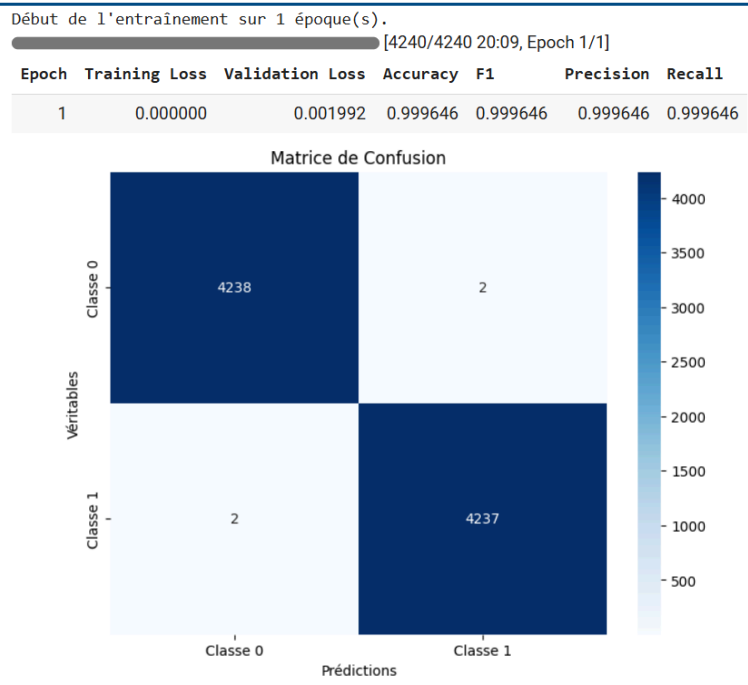 Début de l'entraînement sur 1 époque(s).
[4240/4240 20:09, Epoch 1/1]
Epoch Training Loss Validation Loss Accuracy F1 Precision Recall
1 0.000000 0.001992 0.999646 0.999646 0.999646 0.999646
Matrice de Confusion
4000
3500
3000
2500
2000
1500
1000
500
Véritables
Classe 0
4238 2
Classe 1
2 4237
Classe 0 Classe 1
Prédictions